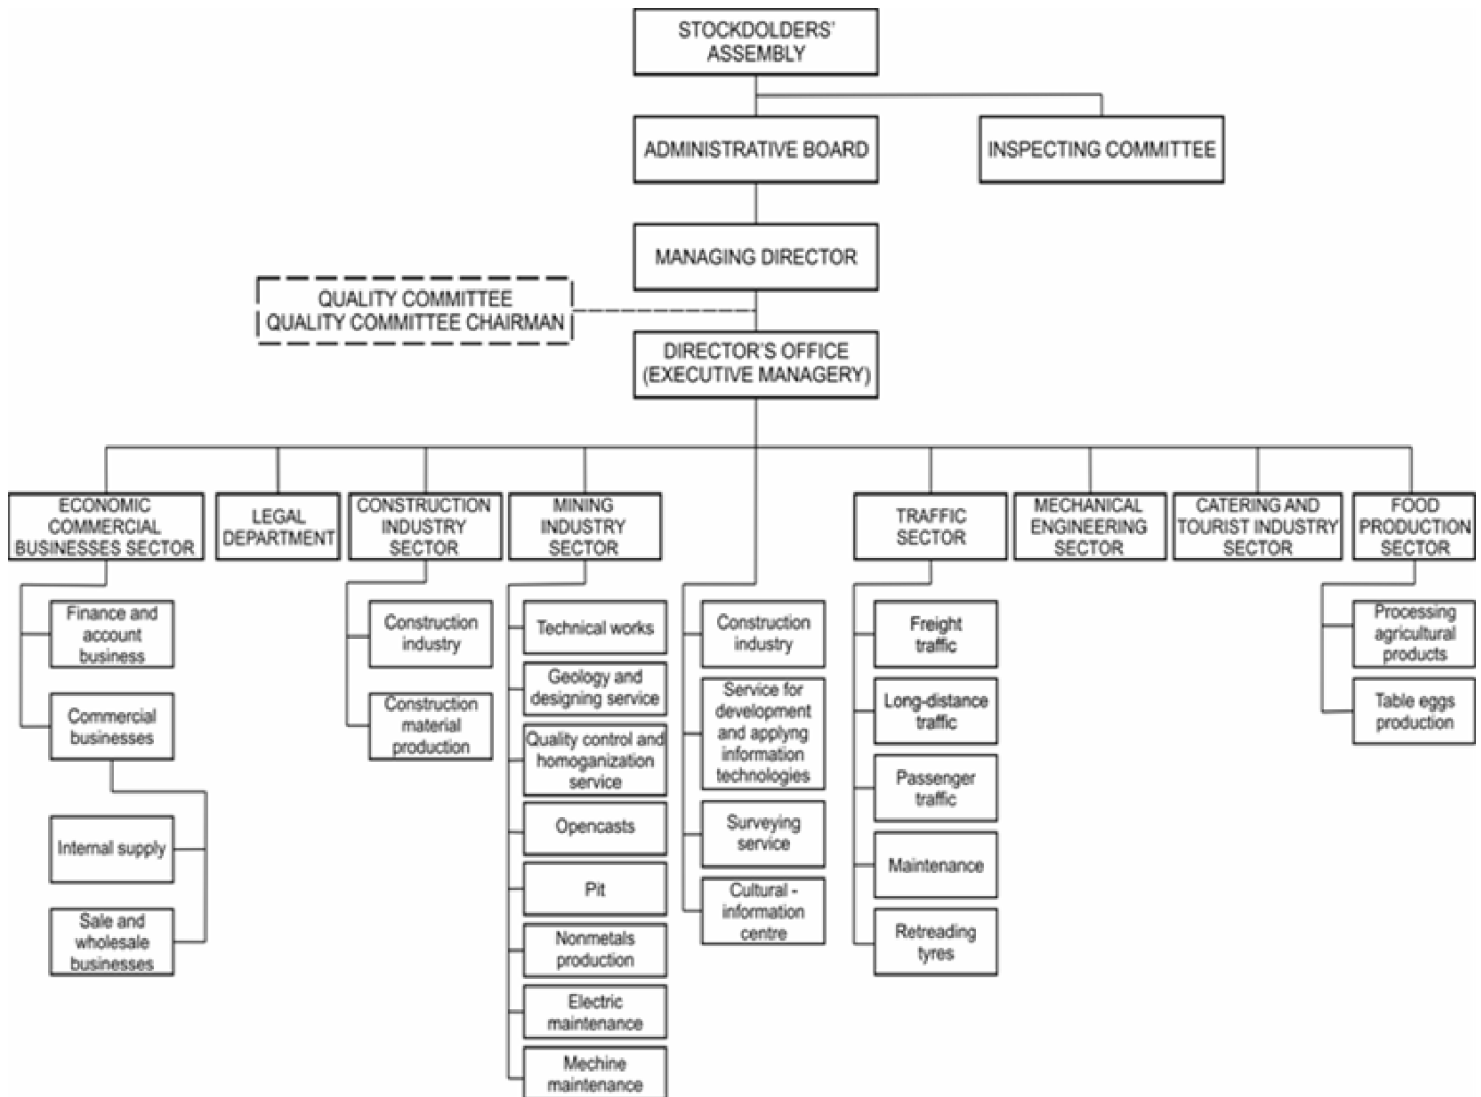 STOCKDOLDERS'
ASSEMBLY
ADMINISTRATIVE BOARD
INSPECTING COMMITTEE
MANAGING DIRECTOR
QUALITY COMMITTEE
QUALITY COMMITTEE CHAIRMAN
DIRECTOR'S OFFICE
(EXECUTIVE MANAGERY)
ECONOMIC
COMMERCIAL
BUSINESSES SECTOR
LEGAL
DEPARTMENT
CONSTRUCTION
INDUSTRY
SECTOR
MINING
INDUSTRY
SECTOR
TRAFFIC
SECTOR
MECHANICAL
ENGINEERING
SECTOR
CATERING AND
TOURIST INDUSTRY
SECTOR
FOOD
PRODUCTION
SECTOR
Finance and
account
business
Commercial
businesses
Internal supply
Sale and
wholesale
businesses
Construction
industry
Construction
material
production
Technical works
Geology and
designing service
Quality control and
homoganization
service
Opencasts
Pit
Nonmetals
production
Electric
maintenance
Mechine
maintenance
Construction
industry
Service for
development
and applyng
information
technologies
Surveying
service
Cultural -
information
centre
Freight
traffic
Long-distance
traffic
Passenger
traffic
Maintenance
Retreading
tyres
Processing
agricultural
products
Table eggs
production